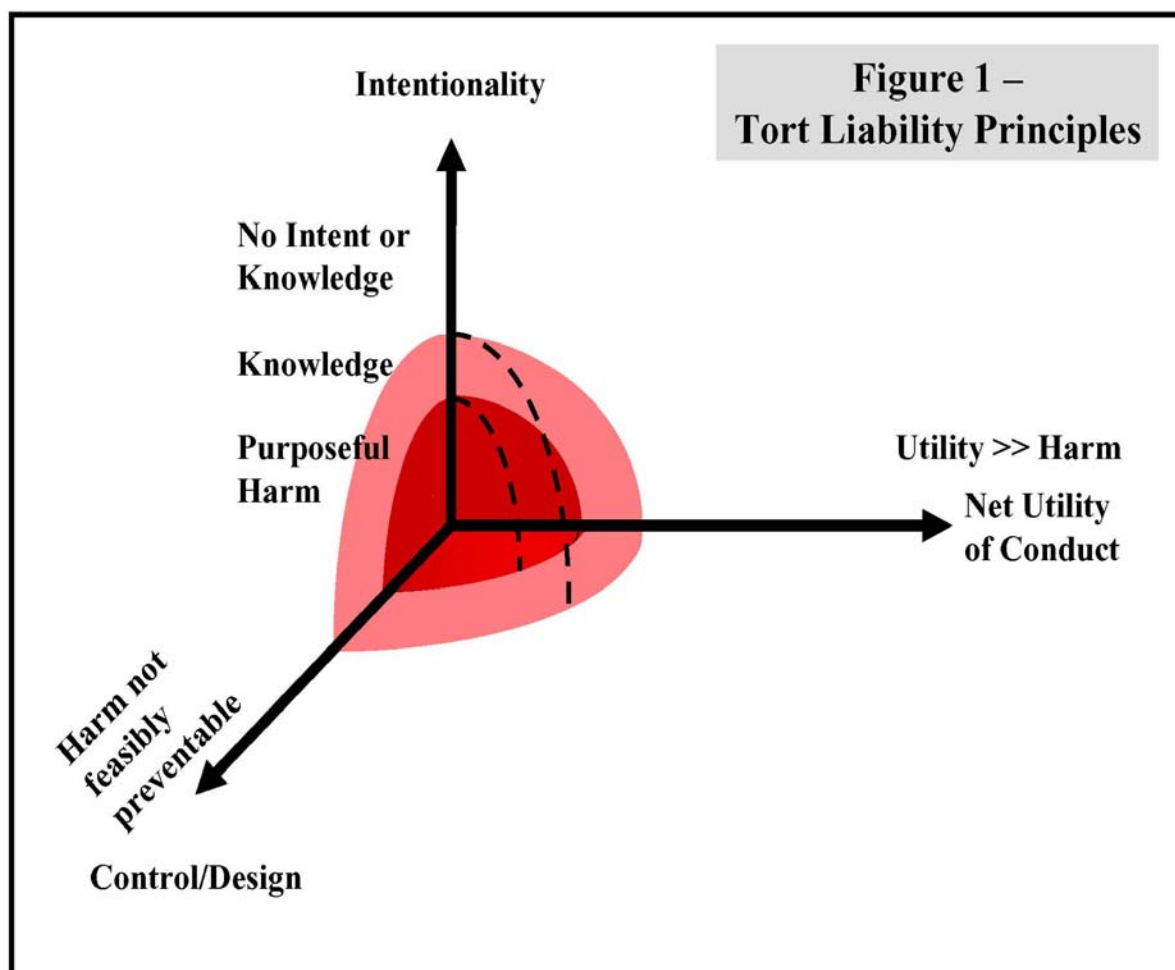 Figure 1 –
Tort Liability Principles
Intentionality
No Intent or
Knowledge
Knowledge
Purposeful
Harm
Utility >> Harm
Net Utility
of Conduct
Harm not
feasibly
preventable
Control/Design